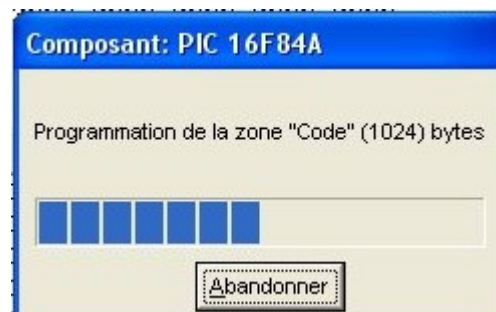 Composant: PIC 16F84A
Programmation de la zone "Code" (1024) bytes
Abandonner